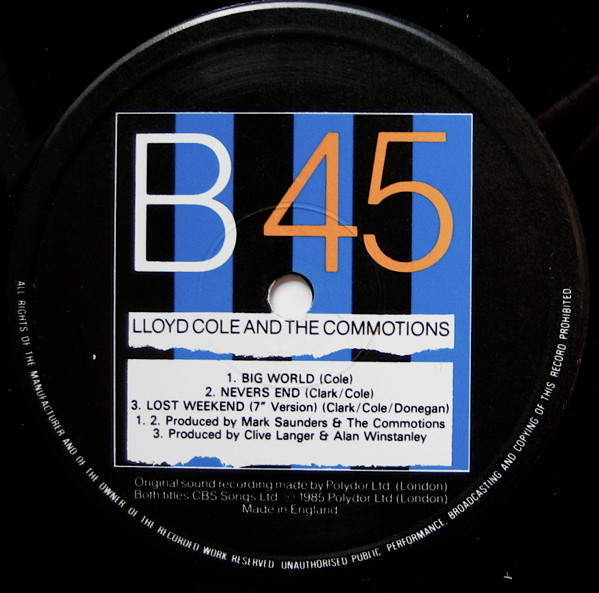 B 45
LLOYD COLE AND THE COMMOTIONS
1. BIG WORLD (Cole)
2. NEVERS END (Clark/Cole)
3. LOST WEEKEND (7" Version) (Clark/Cole/Donegan)
1. 2. Produced by Mark Saunders & The Commotions
3. Produced by Clive Langer & Alan Winstanley
Original sound recording made by Polydor Ltd (London)
Both titles CBS Songs Ltd ℗ 1985 Polydor Ltd (London)
Made in England
ALL RIGHTS OF THE MANUFACTURER AND OF THE OWNER OF THE RECORDED WORK RESERVED UNAUTHORISED PUBLIC PERFORMANCE, BROADCASTING AND COPYING OF THIS RECORD PROHIBITED